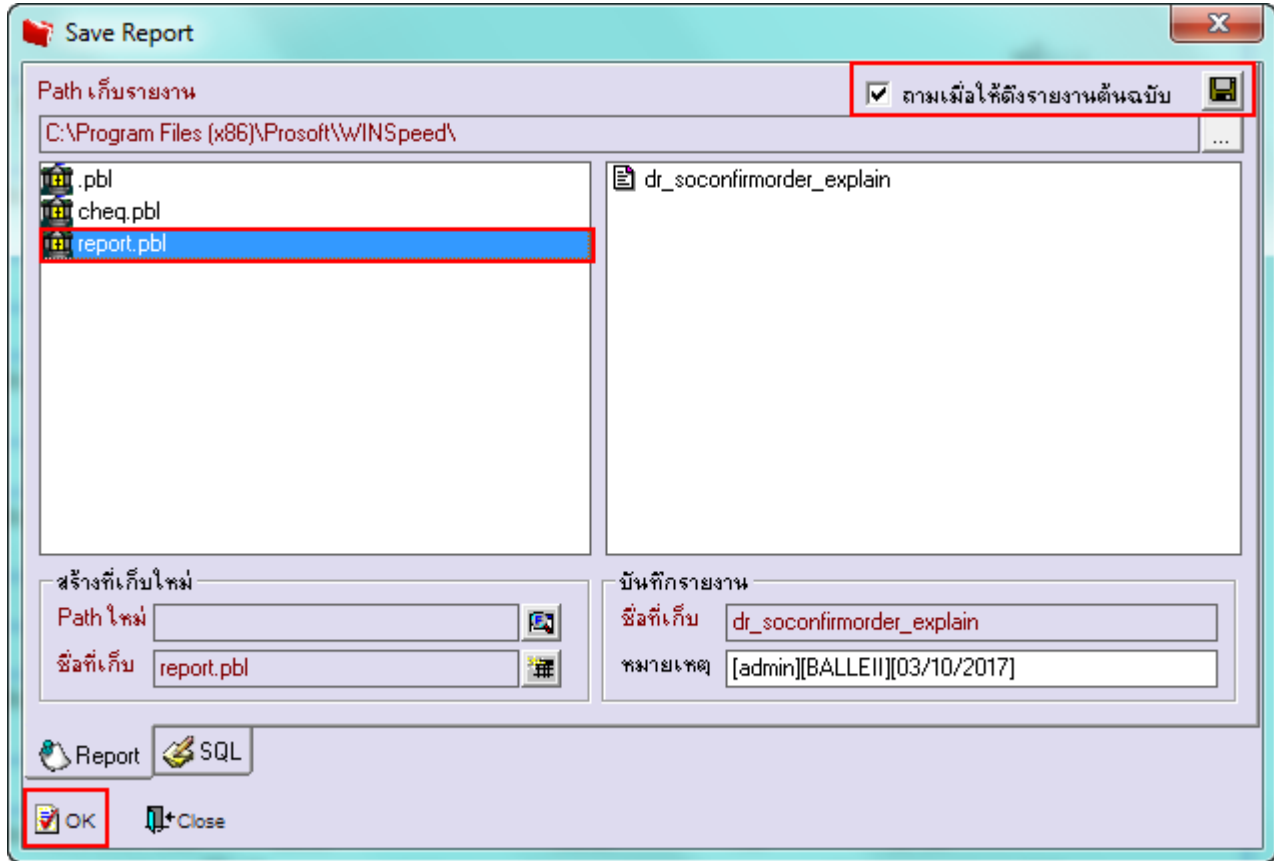 Save Report
Path เก็บรายงาน
ถามเมื่อให้ดึงรายงานต้นฉบับ
C:\Program Files (x86)\Prosoft\WINSpeed\
...
.pbl
cheq.pbl
report.pbl
dr_soconfirmorder_explain
สร้างที่เก็บใหม่
Path ใหม่
ชื่อที่เก็บ report.pbl
บันทึกรายงาน
ชื่อที่เก็บ dr_soconfirmorder_explain
หมายเหตุ [admin][BALLEII][03/10/2017]
Report SQL
OK Close